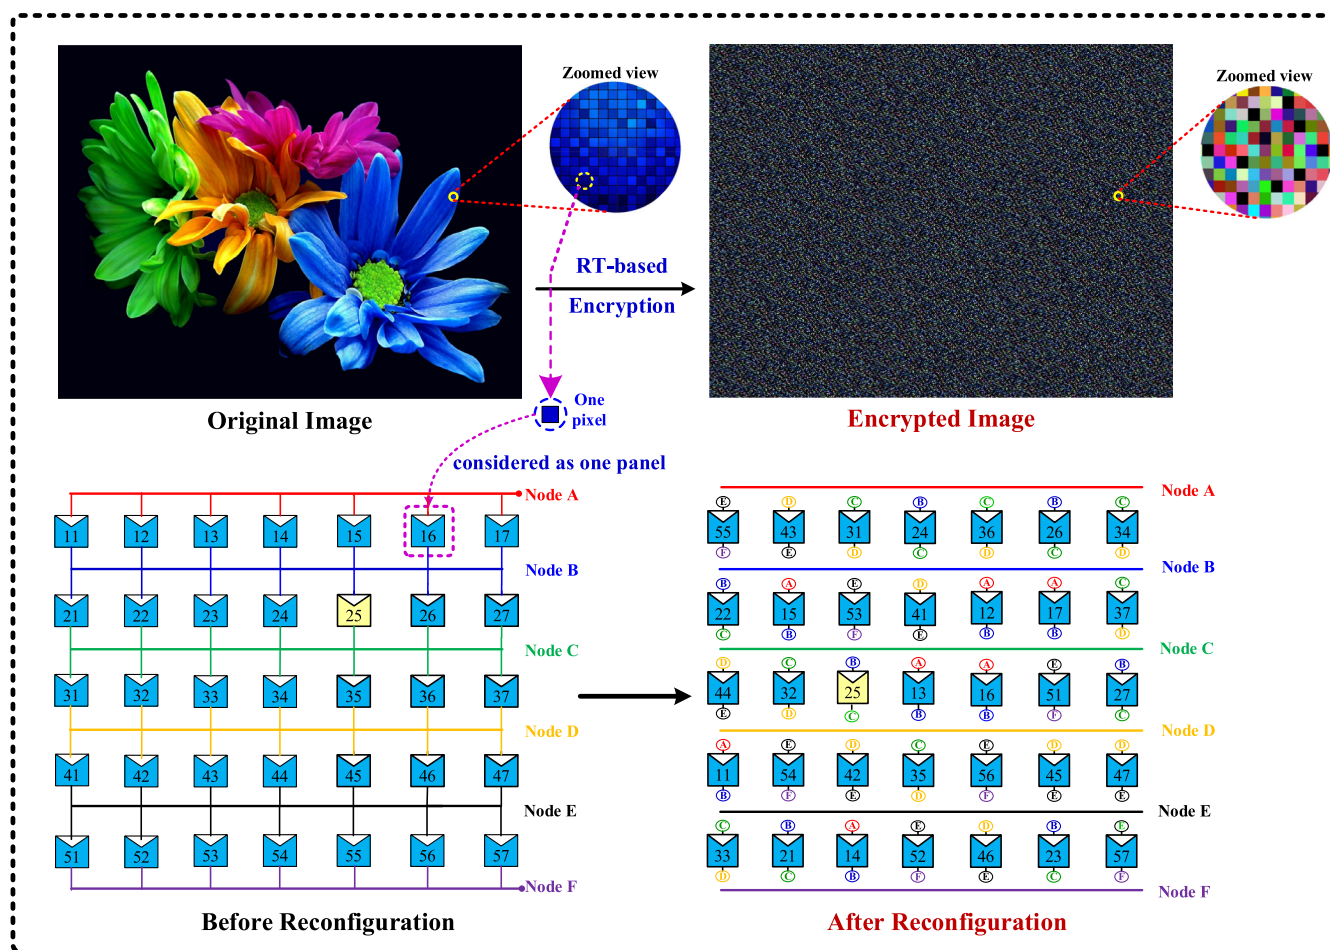 Zoomed view
Zoomed view
RT-based
Encryption
One
pixel
Original Image
Encrypted Image
considered as one panel
Node A
11 12 13 14 15 16 17
Node B
21 22 23 24 25 26 27
Node C
31 32 33 34 35 36 37
Node D
41 42 43 44 45 46 47
Node E
51 52 53 54 55 56 57
Node F
Before Reconfiguration
Node A
E D C B C B C
55 43 31 24 36 26 34
F E D C D C D
Node B
B A E D A A C
22 15 53 41 12 17 37
C B F E B B D
Node C
D C B A A E B
44 32 25 13 16 51 27
E D C B B F C
Node D
A E D C E D D
11 54 42 35 56 45 47
B F E D F E E
Node E
C B A E D B E
33 21 14 52 46 23 57
D C B F E C F
Node F
After Reconfiguration